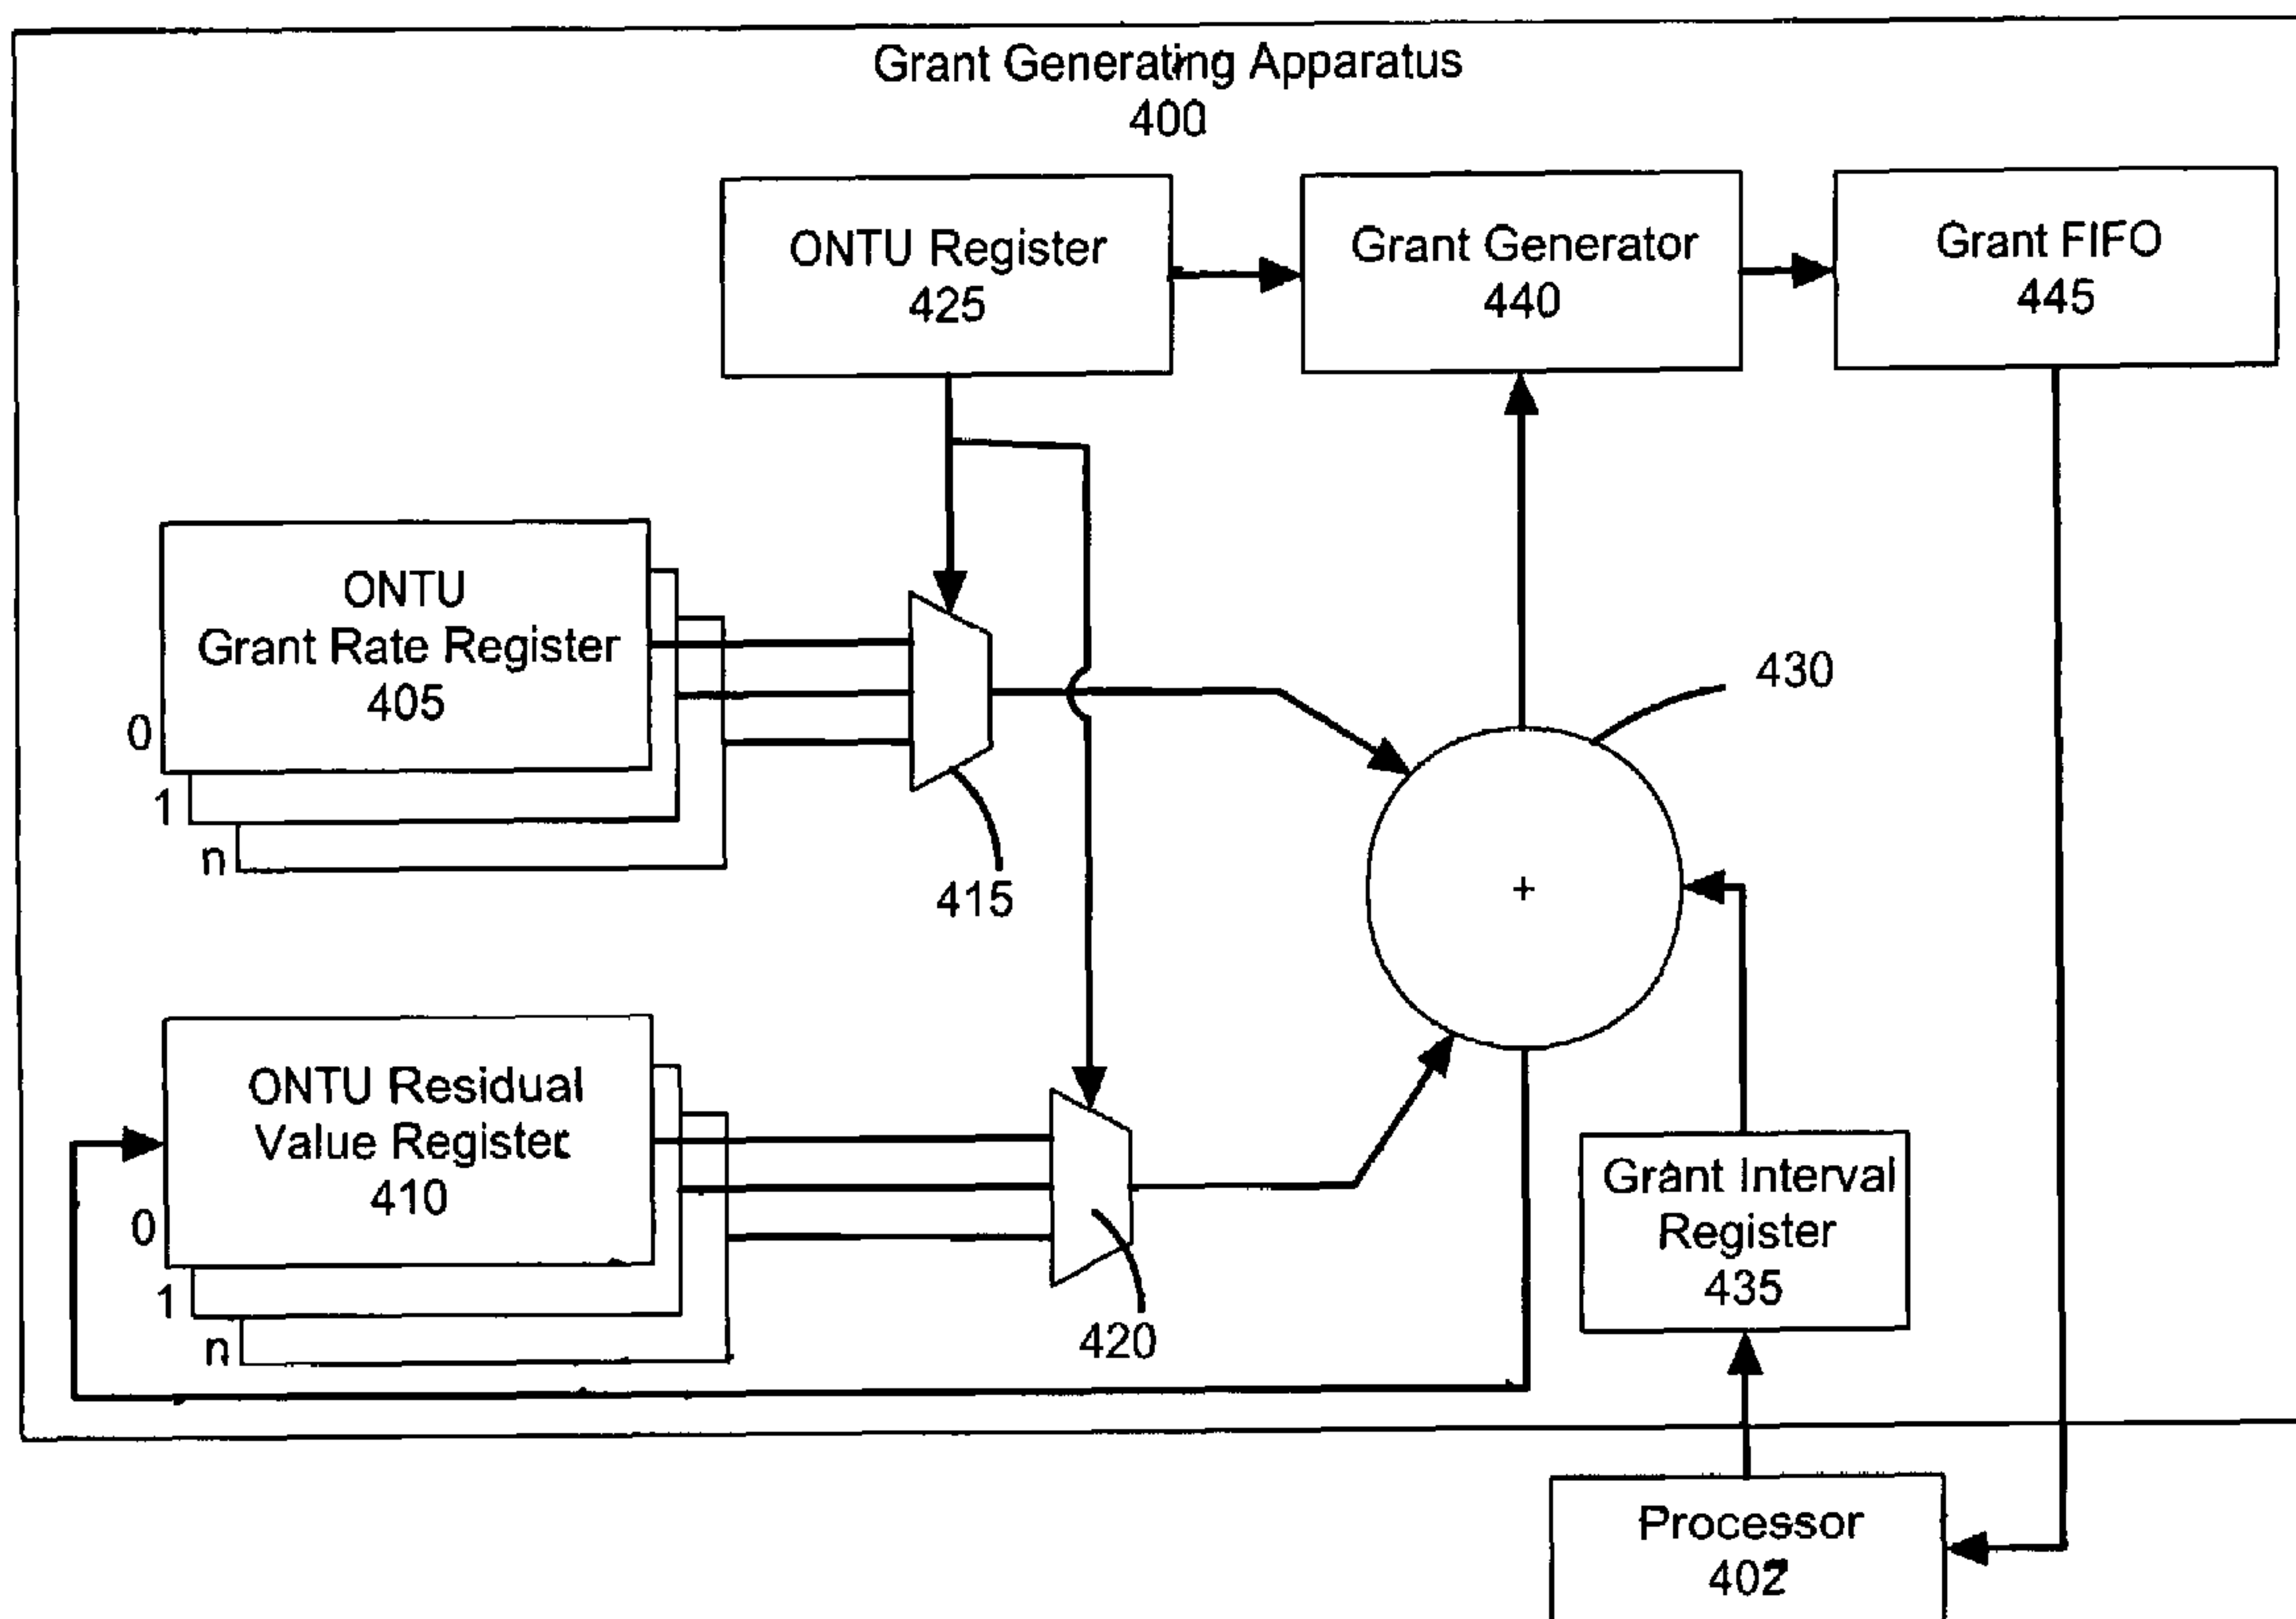 Grant Generating Apparatus
400
ONTU Register
425
Grant Generator
440
Grant FIFO
445
ONTU
Grant Rate Register
405
0
1
n
415
430
+
ONTU Residual
Value Register
410
0
1
n
420
Grant Interval
Register
435
Processor
402